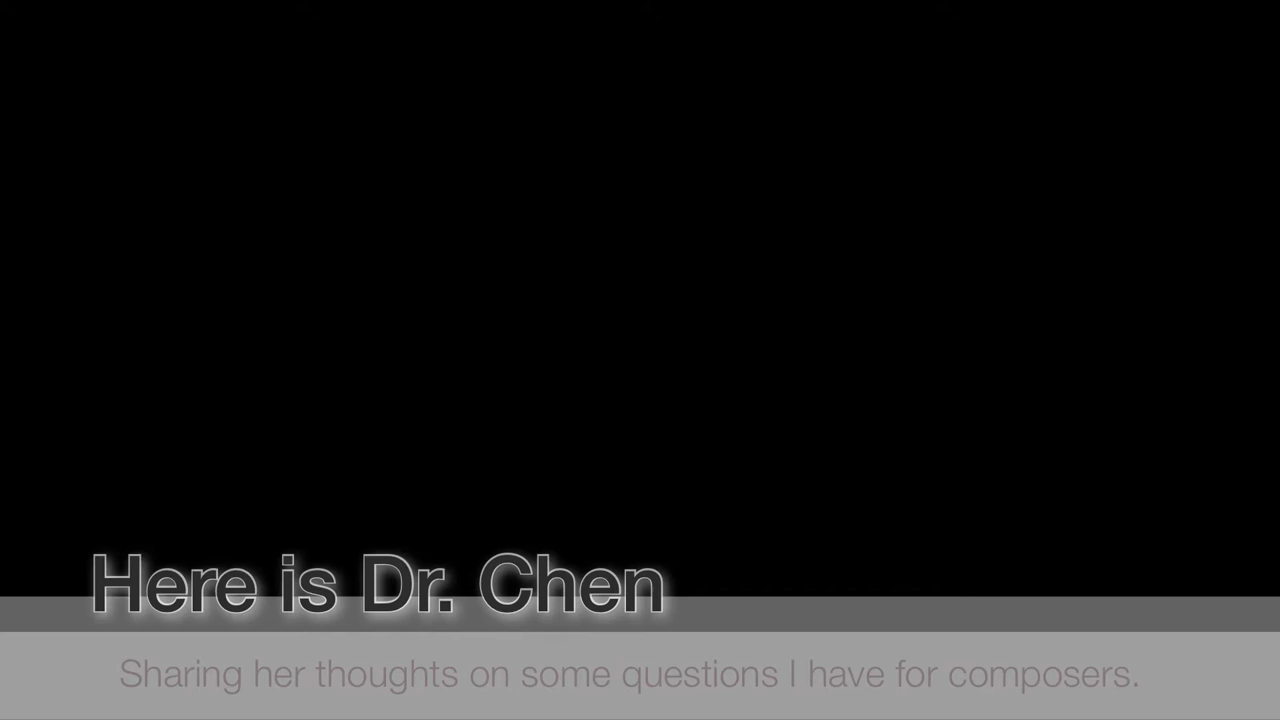 Here is Dr. Chen
Sharing her thoughts on some questions I have for composers.